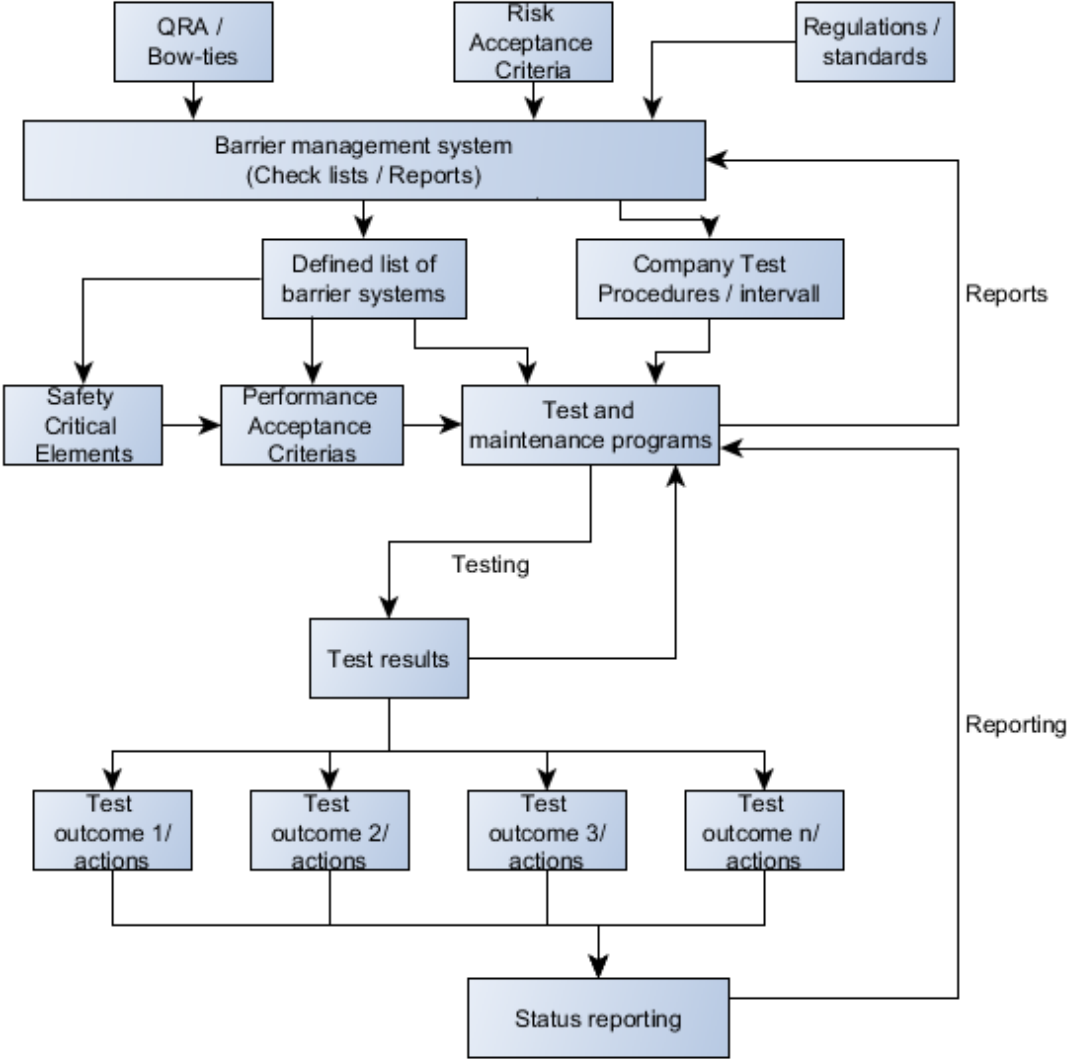 QRA /
Bow-ties
Risk
Acceptance
Criteria
Regulations /
standards
Barrier management system
(Check lists / Reports)
Defined list of
barrier systems
Company Test
Procedures / intervall
Reports
Safety
Critical
Elements
Performance
Acceptance
Criterias
Test and
maintenance programs
Testing
Test results
Reporting
Test
outcome 1/
actions
Test
outcome 2/
actions
Test
outcome 3/
actions
Test
outcome n/
actions
Status reporting